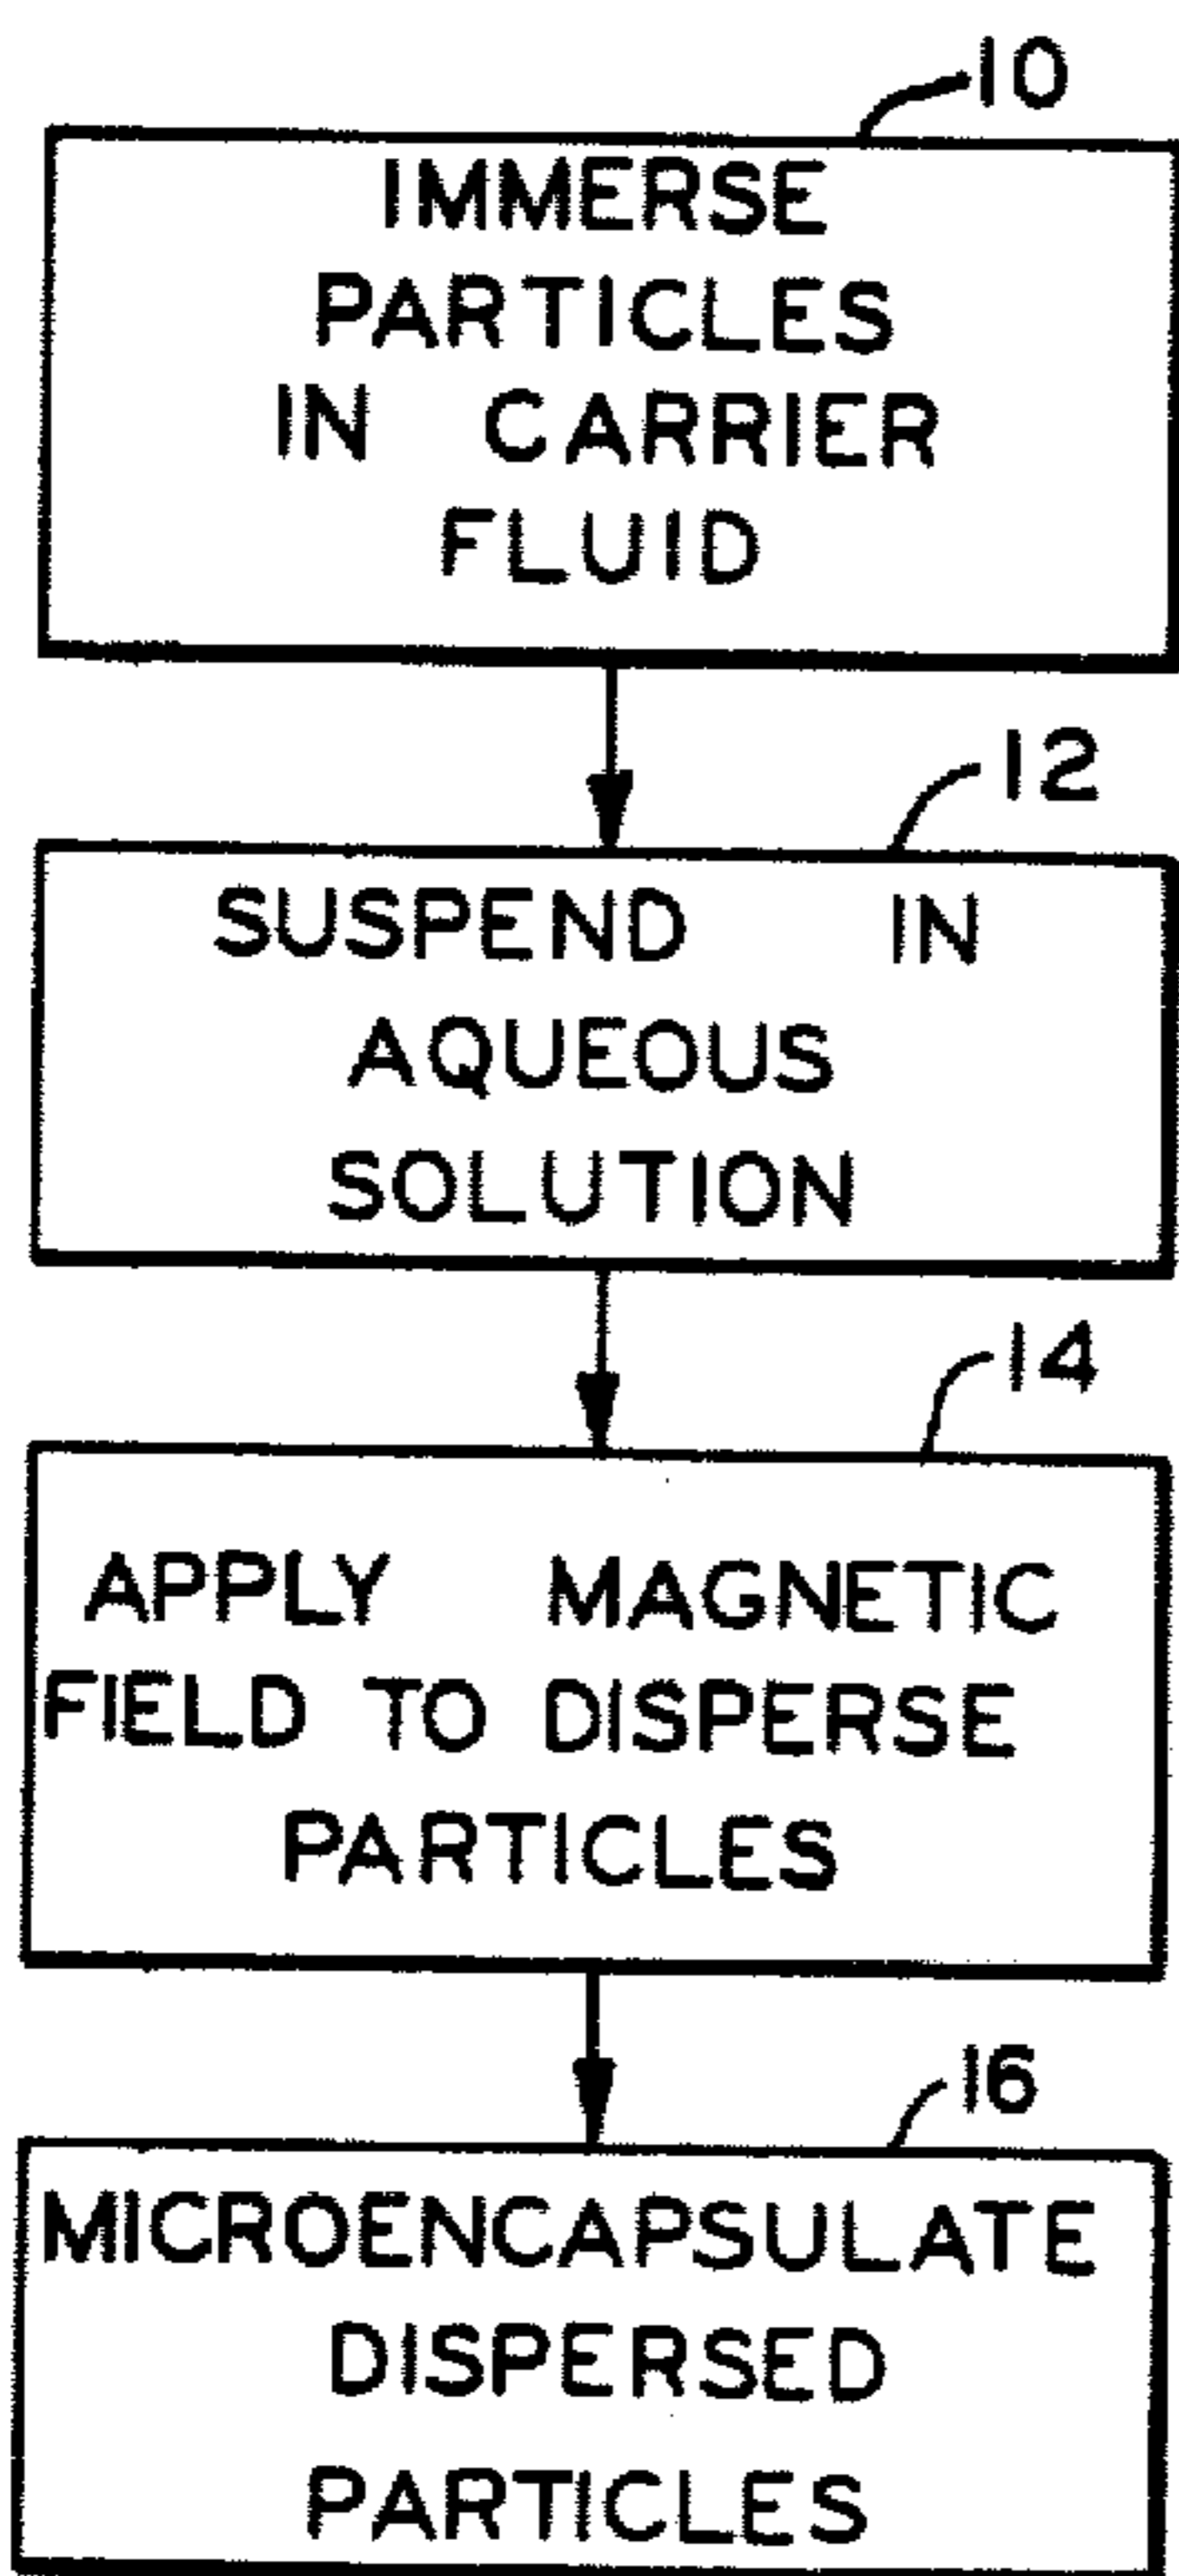 10
IMMERSE
PARTICLES
IN CARRIER
FLUID
12
SUSPEND IN
AQUEOUS
SOLUTION
14
APPLY MAGNETIC
FIELD TO DISPERSE
PARTICLES
16
MICROENCAPSULATE
DISPERSED
PARTICLES